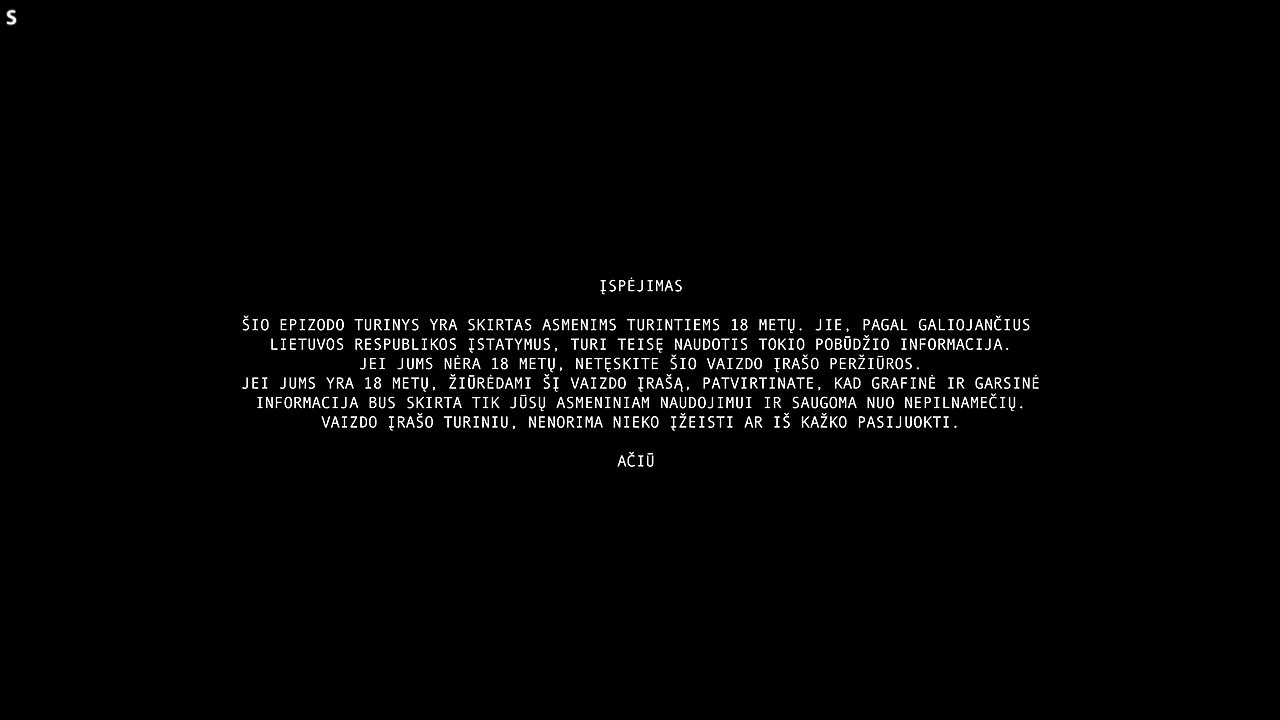 S
ĮSPĖJIMAS
ŠIO EPIZODO TURINYS YRA SKIRTAS ASMENIMS TURINTIEMS 18 METŲ. JIE, PAGAL GALIOJANČIUS
LIETUVOS RESPUBLIKOS ĮSTATYMUS, TURI TEISĘ NAUDOTIS TOKIO POBŪDŽIO INFORMACIJA.
JEI JUMS NĖRA 18 METŲ, NETĘSKITE ŠIO VAIZDO ĮRAŠO PERŽIŪROS.
JEI JUMS YRA 18 METŲ, ŽIŪRĖDAMI ŠĮ VAIZDO ĮRAŠĄ, PATVIRTINATE, KAD GRAFINĖ IR GARSINĖ
INFORMACIJA BUS SKIRTA TIK JŪSŲ ASMENINIAM NAUDOJIMUI IR SAUGOMA NUO NEPILNAMEČIŲ.
VAIZDO ĮRAŠO TURINIU, NENORIMA NIEKO ĮŽEISTI AR IŠ KAŽKO PASIJUOKTI.
AČIŪ